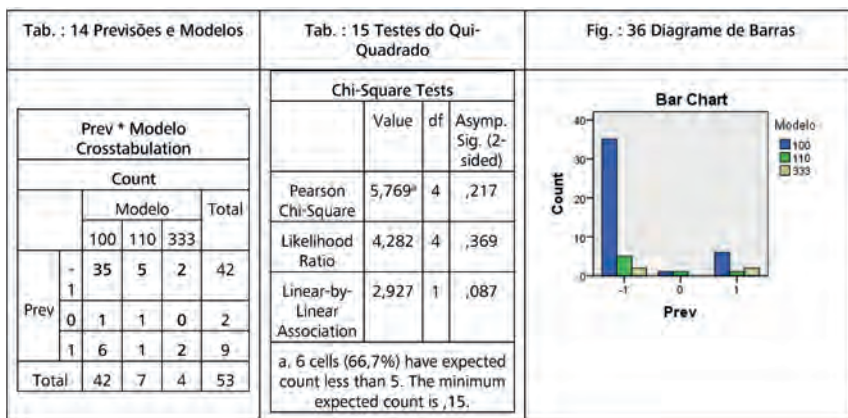 Tab. : 14 Previsões e Modelos
Tab. : 15 Testes do Qui-
Quadrado
Fig. : 36 Diagrame de Barras
Prev * Modelo
Crosstabulation
Count
Modelo Total
100 110 333
Prev - 35 5 2 42
1
0 1 1 0 2
1 6 1 2 9
Total 42 7 4 53
Chi-Square Tests
Value df Asymp.
Sig. (2-
sided)
Pearson 5,769ª 4 ,217
Chi-Square
Likelihood 4,282 4 ,369
Ratio
Linear-by- 2,927 1 ,087
Linear
Association
a. 6 cells (66,7%) have expected
count less than 5. The minimum
expected count is ,15.
Bar Chart
Modelo
100
110
333
Count
40
30
20
10
0
-1 0 1
Prev